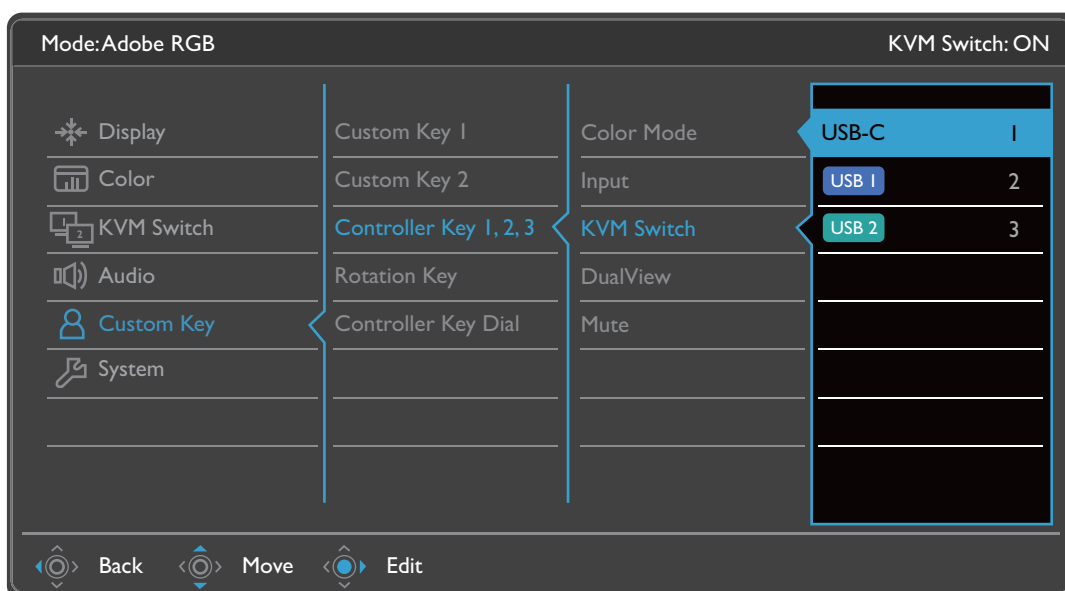 Mode: Adobe RGB KVM Switch: ON
Display Custom Key 1 Color Mode USB-C 1
Color Custom Key 2 Input USB 1 2
1 2 KVM Switch Controller Key 1, 2, 3 KVM Switch USB 2 3
Audio Rotation Key DualView
Custom Key Controller Key Dial Mute
System
Back Move Edit